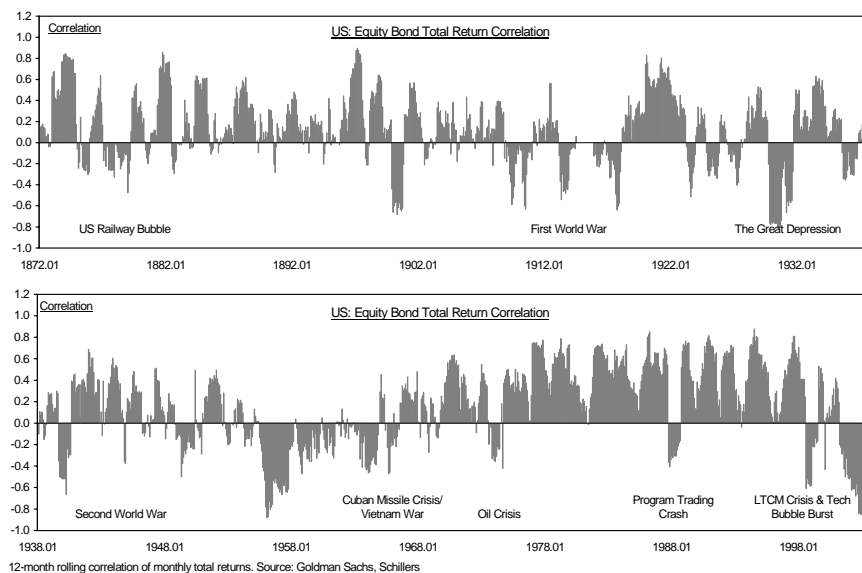 Correlation
US: Equity Bond Total Return Correlation
1.2
1.0
0.8
0.6
0.4
0.2
0.0
-0.2
-0.4
-0.6
-0.8
-1.0
US Railway Bubble
First World War
The Great Depression
1872.01 1882.01 1892.01 1902.01 1912.01 1922.01 1932.01
Correlation
US: Equity Bond Total Return Correlation
1.2
1.0
0.8
0.6
0.4
0.2
0.0
-0.2
-0.4
-0.6
-0.8
-1.0
Second World War
Cuban Missile Crisis/
Vietnam War
Oil Crisis
Program Trading
Crash
LTCM Crisis & Tech
Bubble Burst
1938.01 1948.01 1958.01 1968.01 1978.01 1988.01 1998.01
12-month rolling correlation of monthly total returns. Source: Goldman Sachs, Schillers